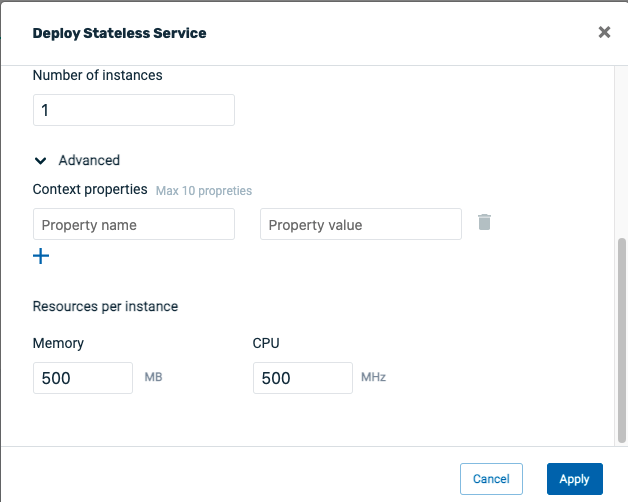 Deploy Stateless Service
Number of instances
1
Advanced
Context properties Max 10 propreties
Property name Property value
Resources per instance
Memory CPU
500 MB 500 MHz
Cancel Apply